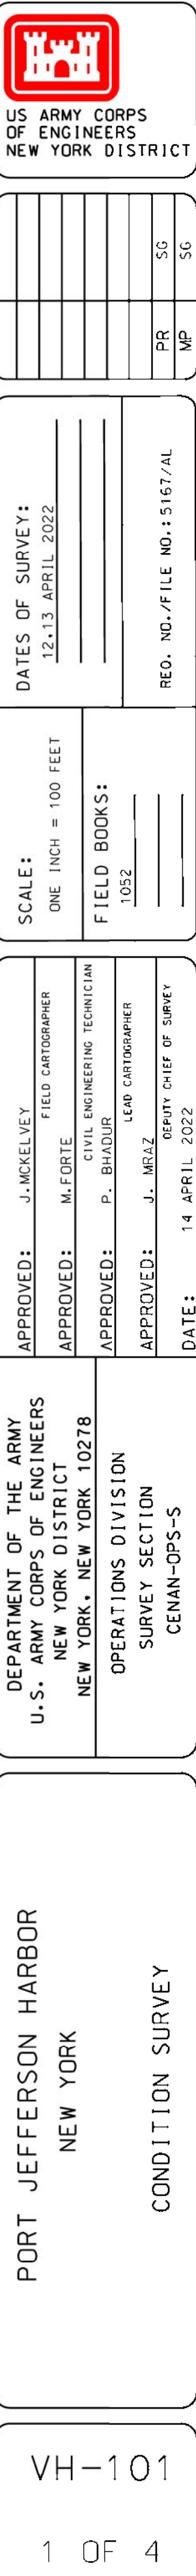 US ARMY CORPS
OF ENGINEERS
NEW YORK DISTRICT
PR SG
MP SG
DATES OF SURVEY:
12,13 APRIL 2022
REQ. NO./FILE NO.: 5167/AL
SCALE:
ONE INCH = 100 FEET
FIELD BOOKS:
1052
APPROVED: J.MCKELVEY
FIELD CARTOGRAPHER
APPROVED: M.FORTE
CIVIL ENGINEERING TECHNICIAN
APPROVED: P. BHADUR
LEAD CARTOGRAPHER
APPROVED: J. MRAZ
DEPUTY CHIEF OF SURVEY
DATE: 14 APRIL 2022
DEPARTMENT OF THE ARMY
U.S. ARMY CORPS OF ENGINEERS
NEW YORK DISTRICT
NEW YORK, NEW YORK 10278
OPERATIONS DIVISION
SURVEY SECTION
CENAN-OPS-S
PORT JEFFERSON HARBOR
NEW YORK
CONDITION SURVEY
VH-101
1 OF 4